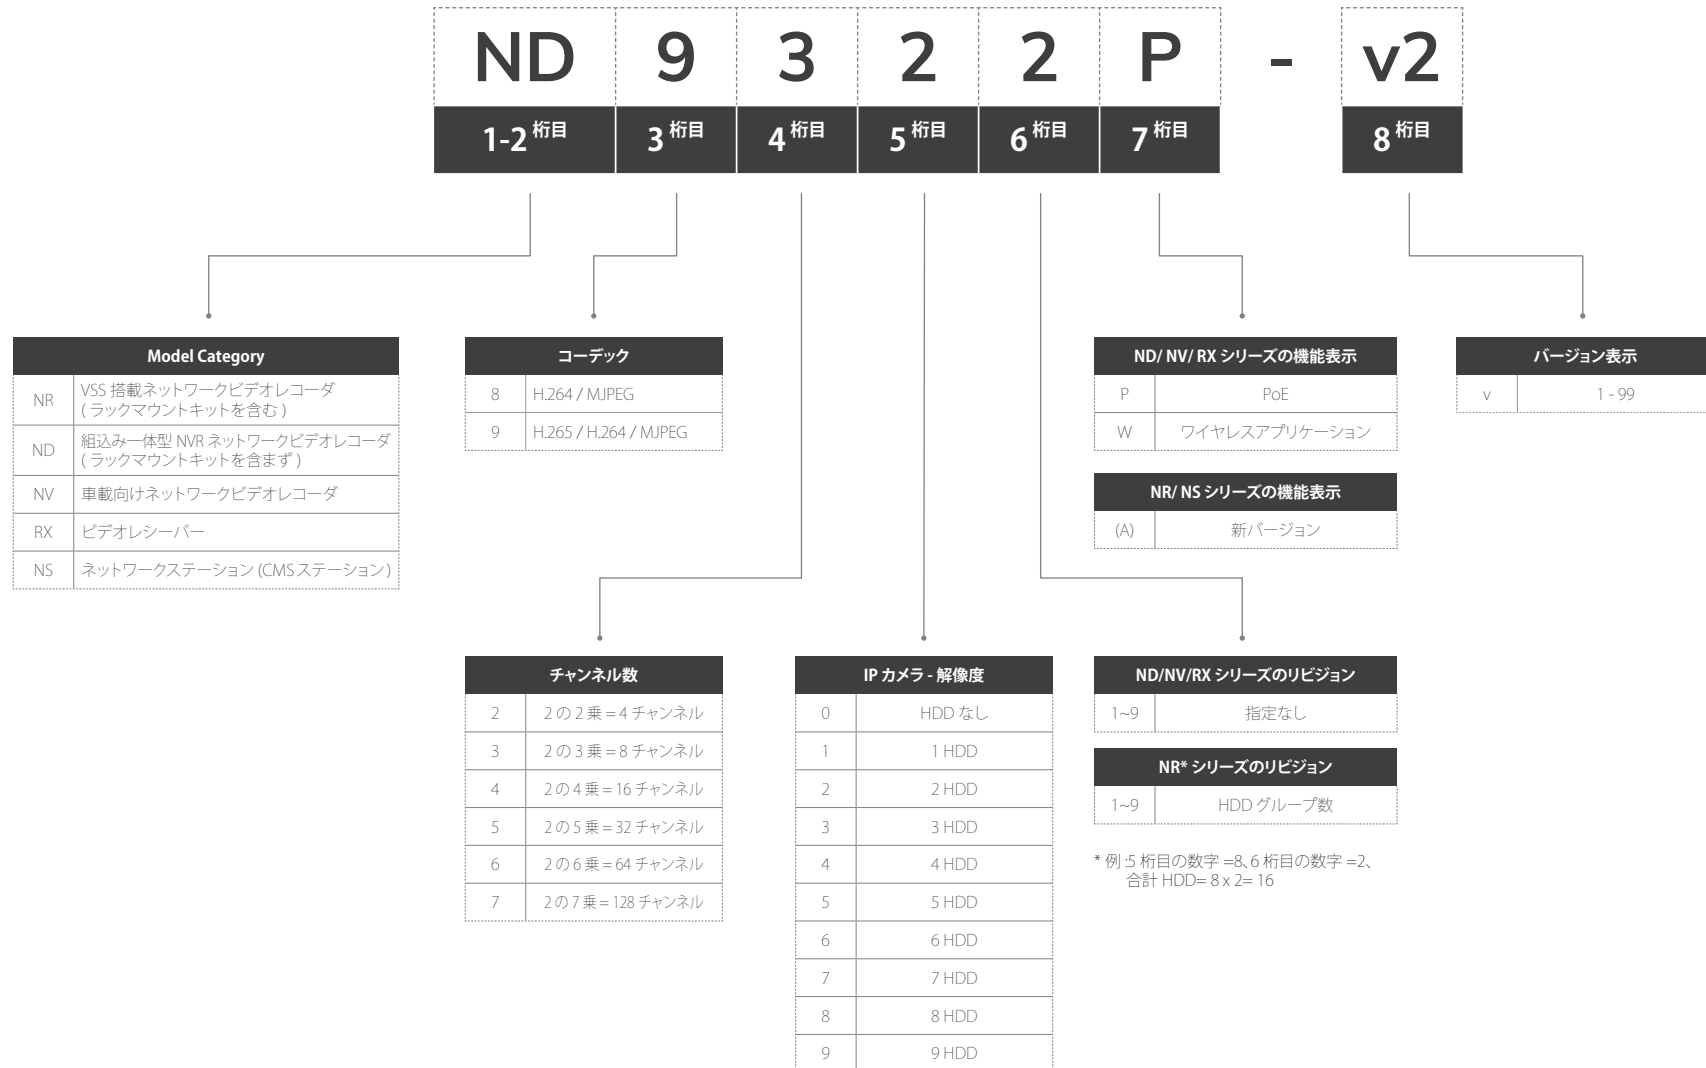 ND 9 3 2 2 P - v2
1-2 桁目 3 桁目 4 桁目 5 桁目 6 桁目 7 桁目 8 桁目
Model Category
NR VSS 搭載ネットワークビデオレコーダ
( ラックマウントキットを含む )
ND 組込み一体型 NVR ネットワークビデオレコーダ
( ラックマウントキットを含まず )
NV 車載向けネットワークビデオレコーダ
RX ビデオレシーバー
NS ネットワークステーション (CMS ステーション )
コーデック
8 H.264 / MJPEG
9 H.265 / H.264 / MJPEG
ND/ NV/ RX シリーズの機能表示
P PoE
W ワイヤレスアプリケーション
NR/ NS シリーズの機能表示
(A) 新バージョン
バージョン表示
v 1 - 99
チャンネル数
2 2 の 2 乗 = 4 チャンネル
3 2 の 3 乗 = 8 チャンネル
4 2 の 4 乗 = 16 チャンネル
5 2 の 5 乗 = 32 チャンネル
6 2 の 6 乗 = 64 チャンネル
7 2 の 7 乗 = 128 チャンネル
IP カメラ - 解像度
0 HDD なし
1 1 HDD
2 2 HDD
3 3 HDD
4 4 HDD
5 5 HDD
6 6 HDD
7 7 HDD
8 8 HDD
9 9 HDD
ND/NV/RX シリーズのリビジョン
1~9 指定なし
NR* シリーズのリビジョン
1~9 HDD グループ数
* 例 :5 桁目の数字 =8、6 桁目の数字 =2、
合計 HDD= 8 x 2= 16